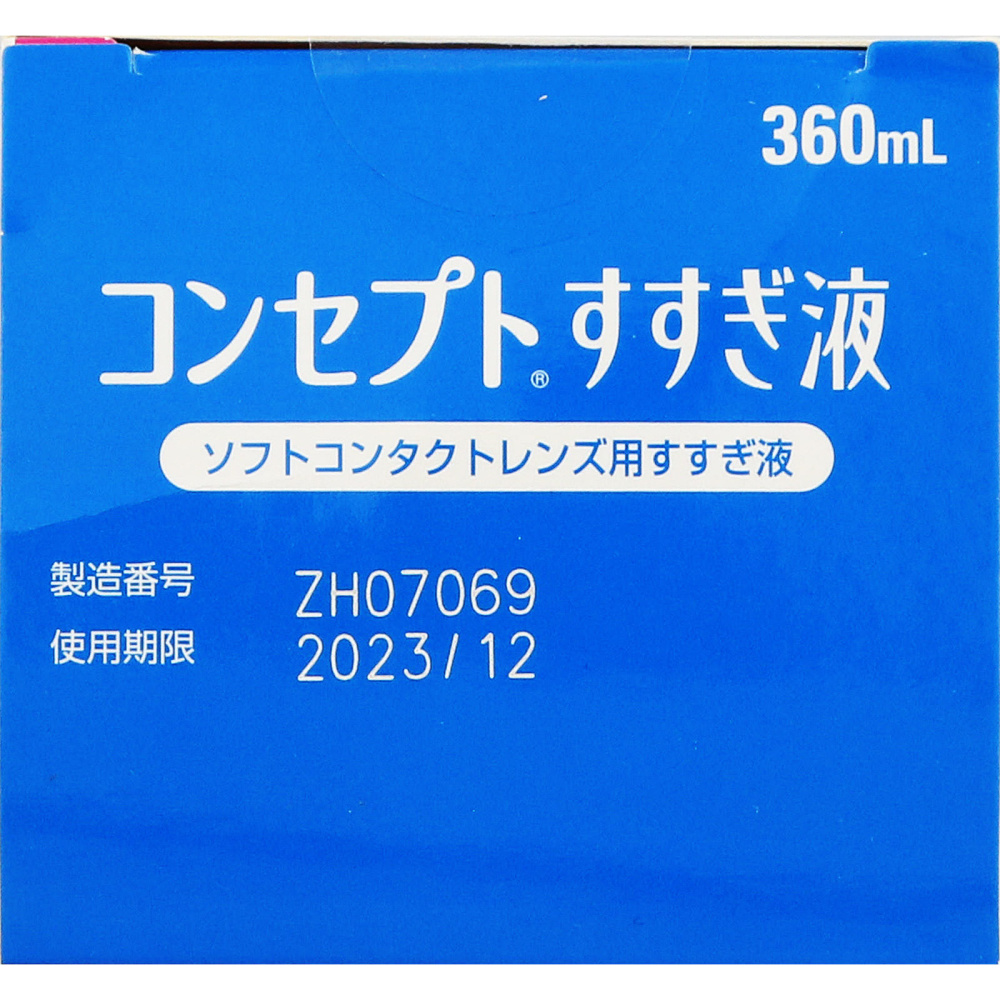 360mL
コンセプト®すすぎ液
ソフトコンタクトレンズ用すすぎ液
製造番号 ZH07069
使用期限 2023/12